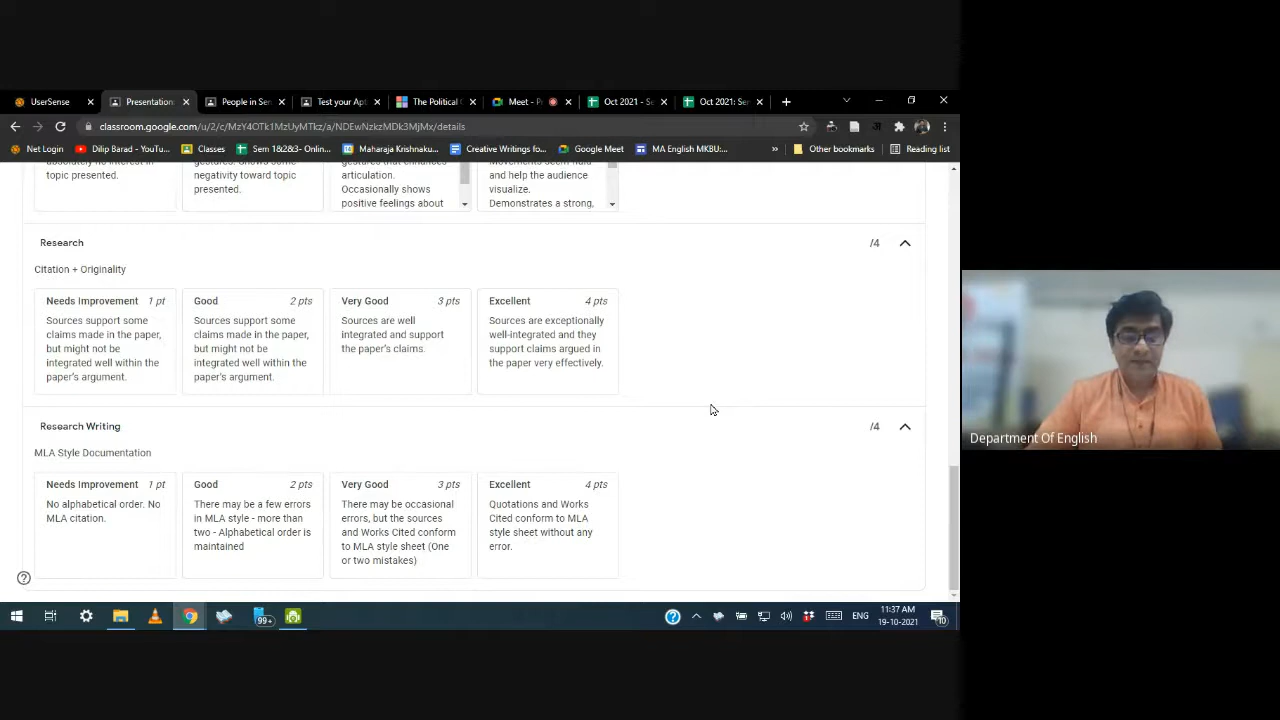 UserSense
Presentation
People in Sem
Test your Apt
The Political
Meet - P
Oct 2021 - Se
Oct 2021: Sem
classroom.google.com/u/2/c/MzY4OTk1MzUyMTkz/a/NDEwNzkzMDk3MjMx/details
Net Login
Dilip Barad - YouTu...
Classes
Sem 1&2&3- Onlin...
Maharaja Krishnaku...
Creative Writings fo...
Google Meet
MA English MKBU:...
»
Other bookmarks
Reading list
absolutely no interest in
topic presented.
gestures. Shows some
negativity toward topic
presented.
gestures that enhances
articulation.
Occasionally shows
positive feelings about
Movements seem fluid
and help the audience
visualize.
Demonstrates a strong,
Research
/4
Citation + Originality
Needs Improvement 1 pt
Sources support some
claims made in the paper,
but might not be
integrated well within the
paper's argument.
Good 2 pts
Sources support some
claims made in the paper,
but might not be
integrated well within the
paper's argument.
Very Good 3 pts
Sources are well
integrated and support
the paper's claims.
Excellent 4 pts
Sources are exceptionally
well-integrated and they
support claims argued in
the paper very effectively.
Research Writing
/4
MLA Style Documentation
Needs Improvement 1 pt
No alphabetical order. No
MLA citation.
Good 2 pts
There may be a few errors
in MLA style - more than
two - Alphabetical order is
maintained
Very Good 3 pts
There may be occasional
errors, but the sources
and Works Cited conform
to MLA style sheet (One
or two mistakes)
Excellent 4 pts
Quotations and Works
Cited conform to MLA
style sheet without any
error.
Department Of English
99+
ENG
11:37 AM
19-10-2021
10